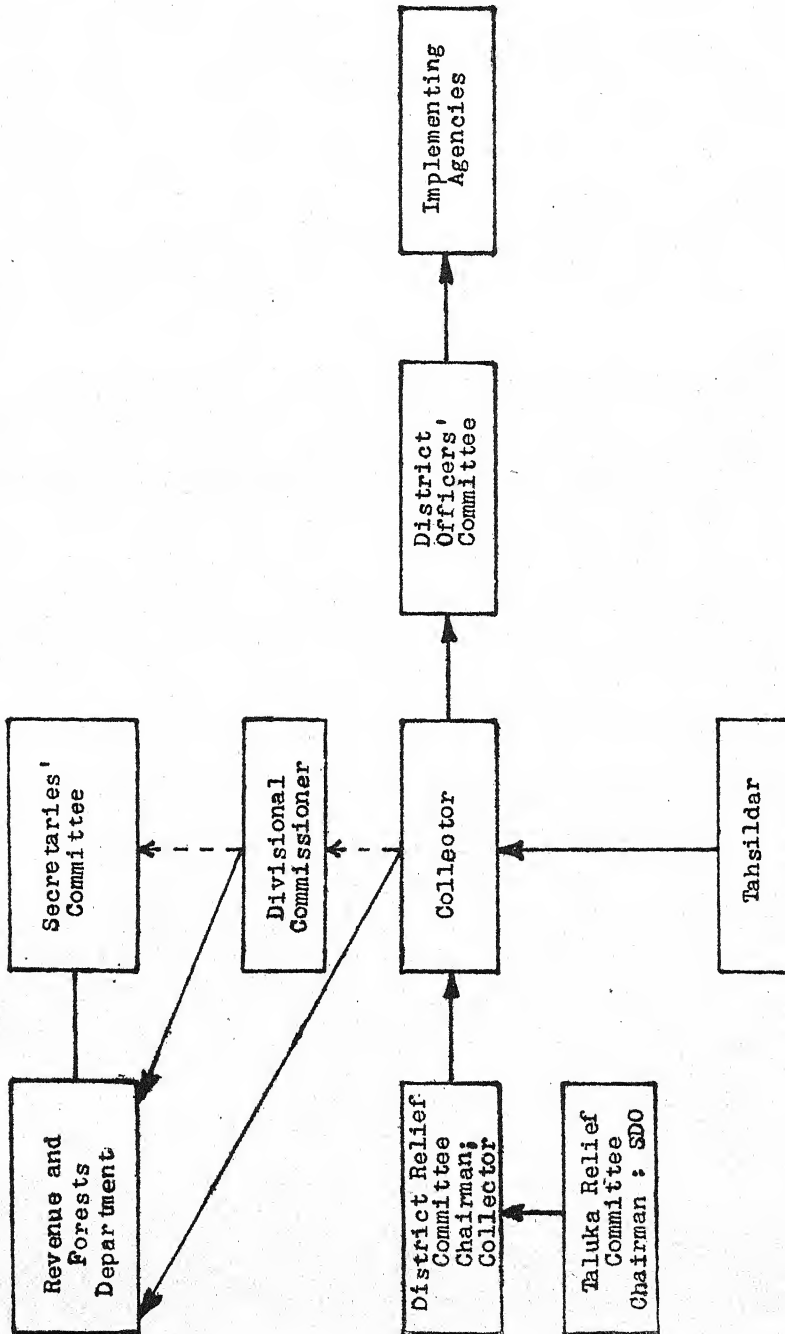 Revenue and
Forests
Department
Secretaries'
Committee
Divisional
Commissioner
District Relief
Committee
Chairman;
Collector
Collector
District
Officers'
Committee
Implementing
Agencies
Taluka Relief
Committee
Chairman : SDO
Tahsildar